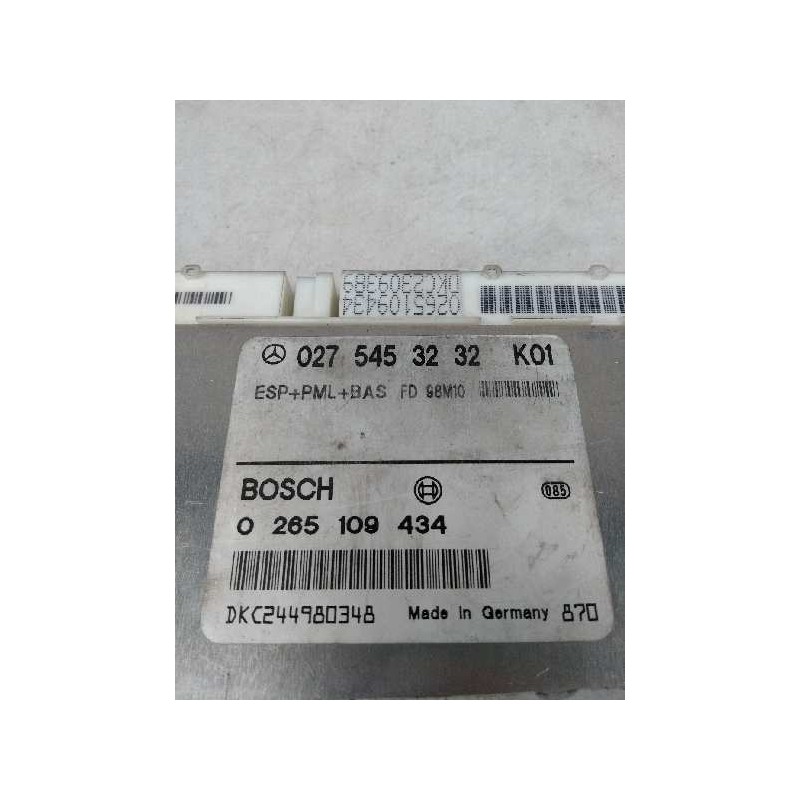 DKC2309389
0265109434
027 545 32 32 K01
ESP+PML+BAS FD 98M10
BOSCH 085
0 265 109 434
DKC244980348 Made in Germany 870